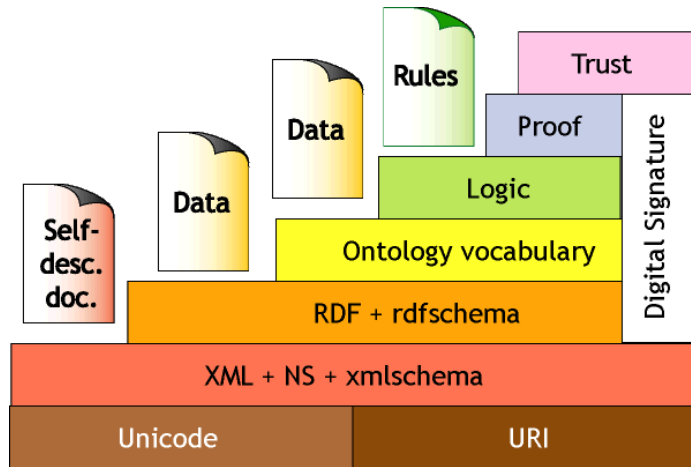 Rules
Trust
Data
Proof
Data
Logic
Self-
desc.
doc.
Ontology vocabulary
Digital Signature
RDF + rdfschema
XML + NS + xmlschema
Unicode
URI